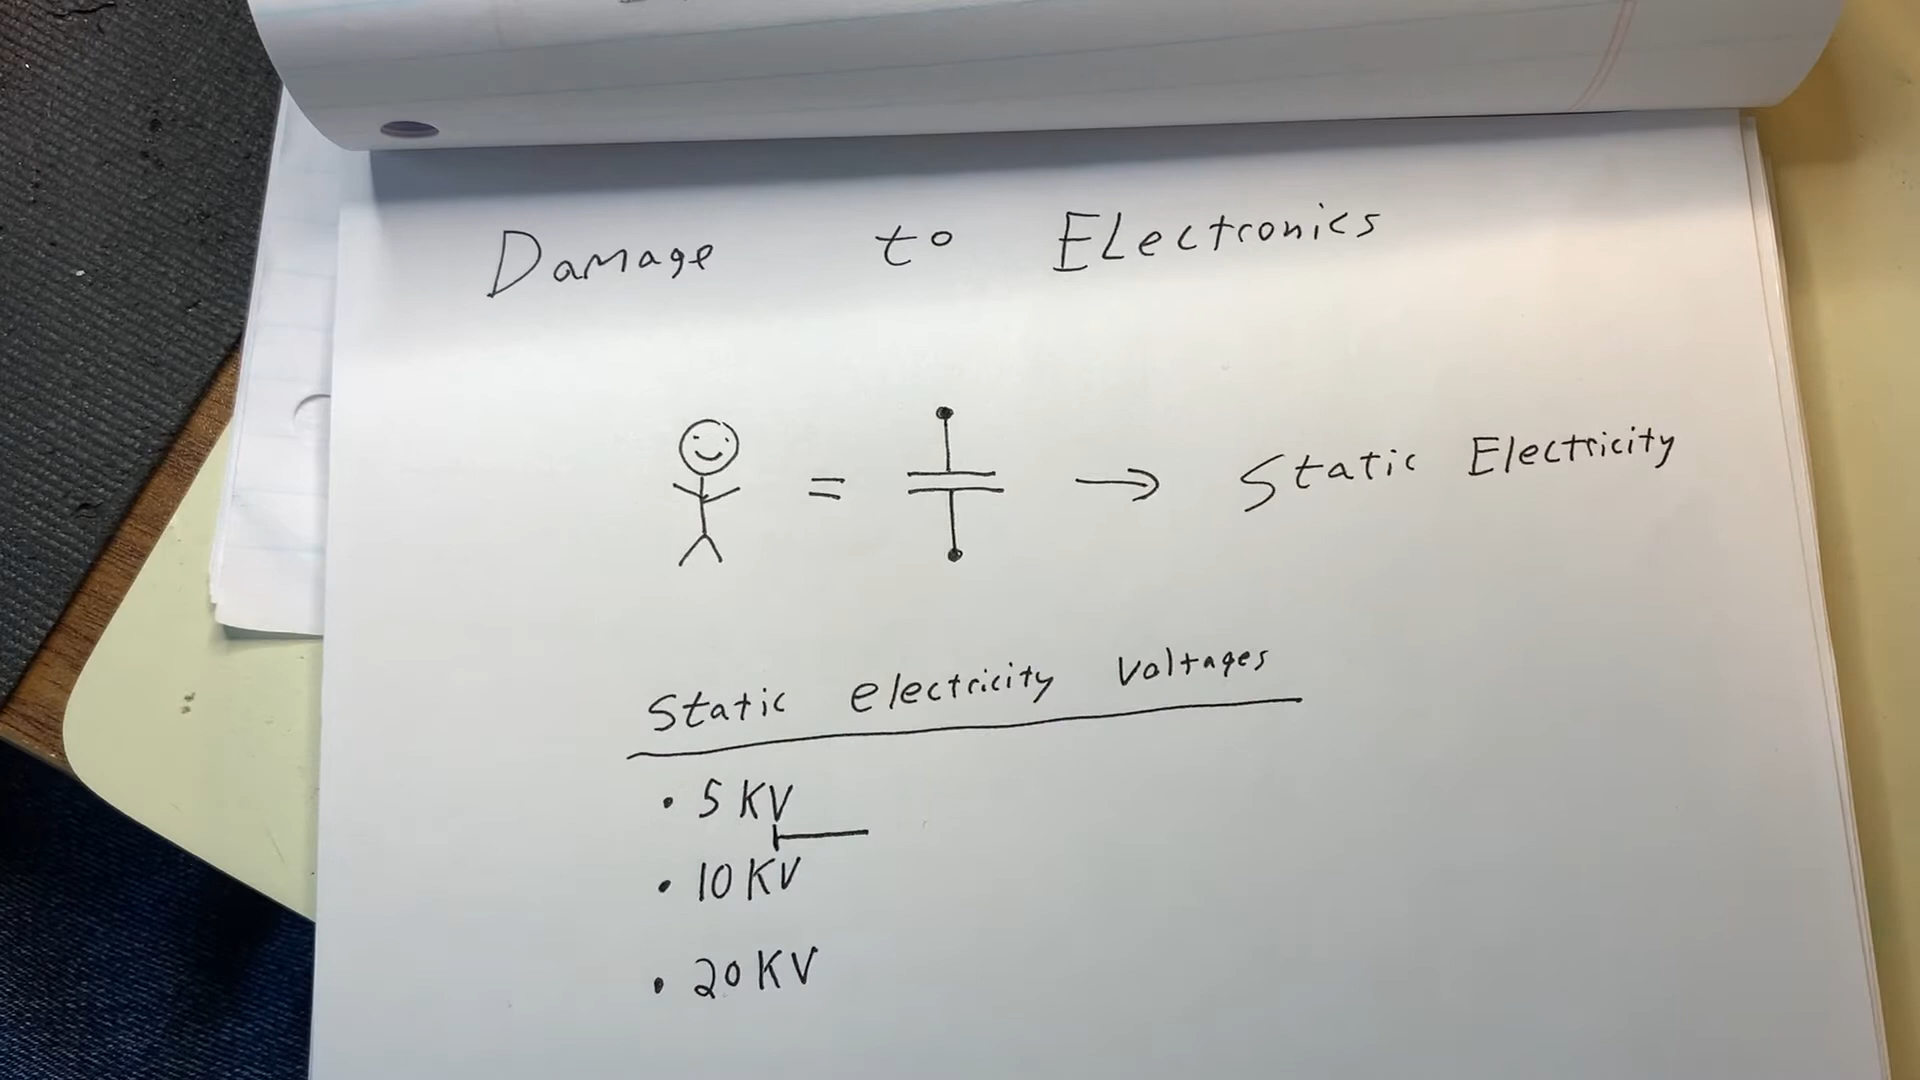 Damage to Electronics
= → Static Electricity
Static electricity Voltages
• 5 KV
• 10 KV
• 20 KV